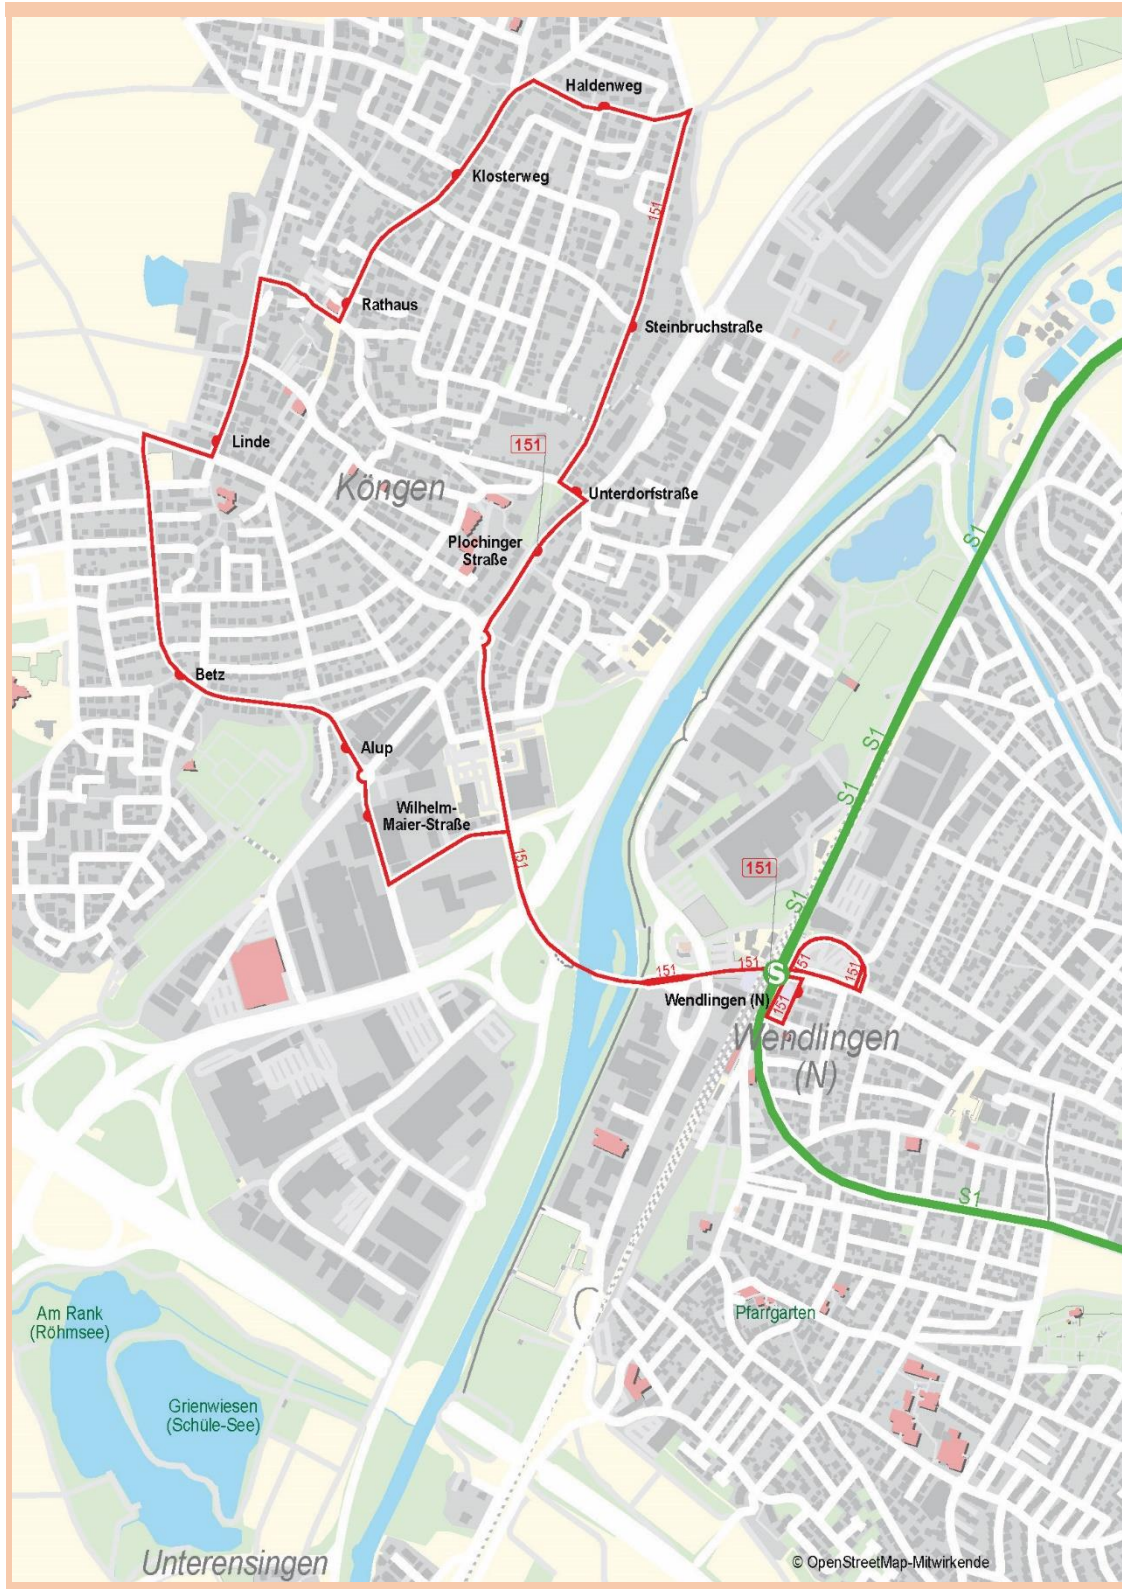 Haldenweg
Klosterweg
151
Rathaus
Steinbruchstraße
Linde
151
Köngen
Unterdorfstraße
Plochinger
Straße
S1
Betz
Alup
S1
S1
Wilhelm-
Maier-Straße
151
151
S1
151
151
151
151
S
Wendlingen (N)
151
Wendlingen
(N)
S1
Am Rank
(Röhmsee)
Pfarrgarten
Grienwiesen
(Schüle-See)
Unterensingen
© OpenStreetMap-Mitwirkende